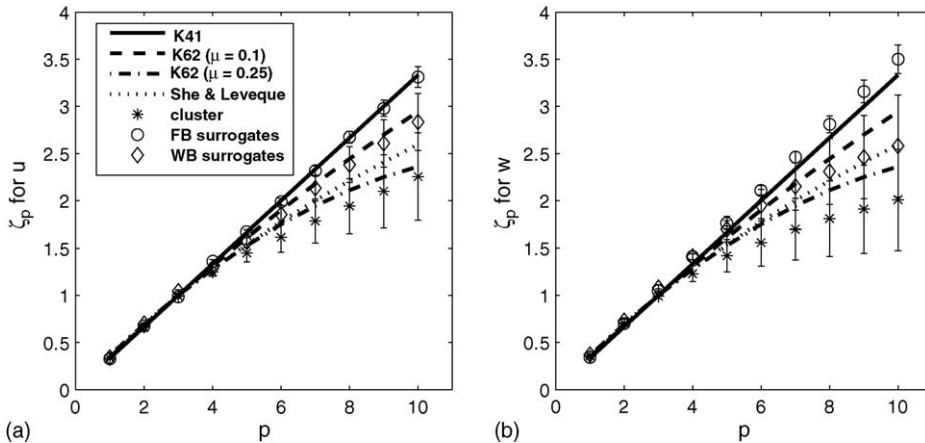 4
3.5
3
2.5
2
1.5
1
0.5
0
ζp for u
K41
K62 (μ = 0.1)
K62 (μ = 0.25)
She & Leveque
cluster
FB surrogates
WB surrogates
0 2 4 6 8 10
p
(a)
4
3.5
3
2.5
2
1.5
1
0.5
0
ζp for w
0 2 4 6 8 10
p
(b)